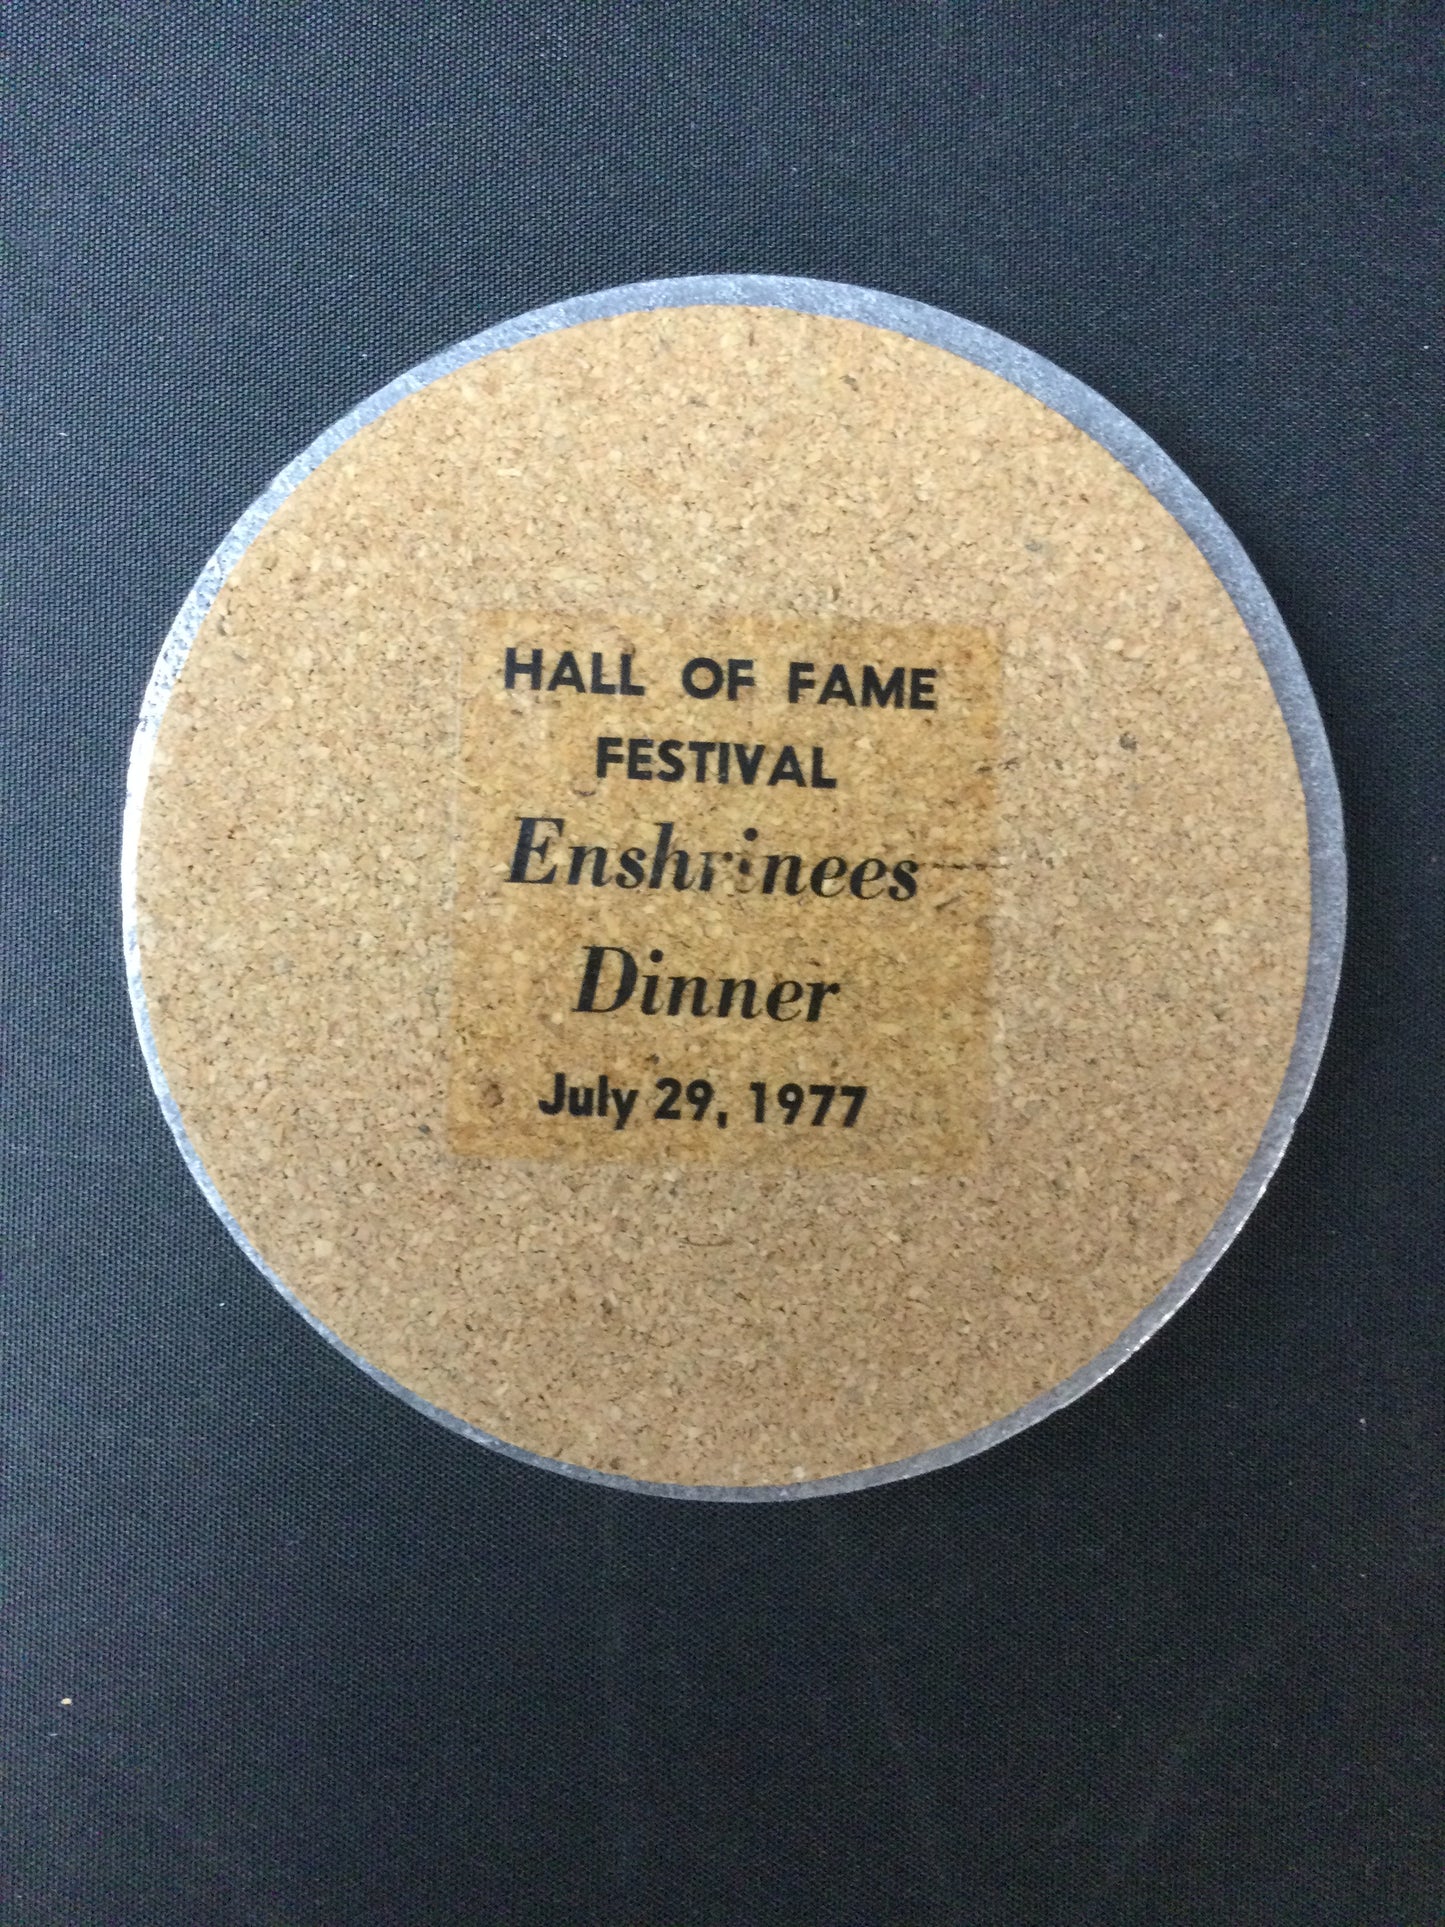 HALL OF FAME
FESTIVAL
Enshrinees
Dinner
July 29, 1977